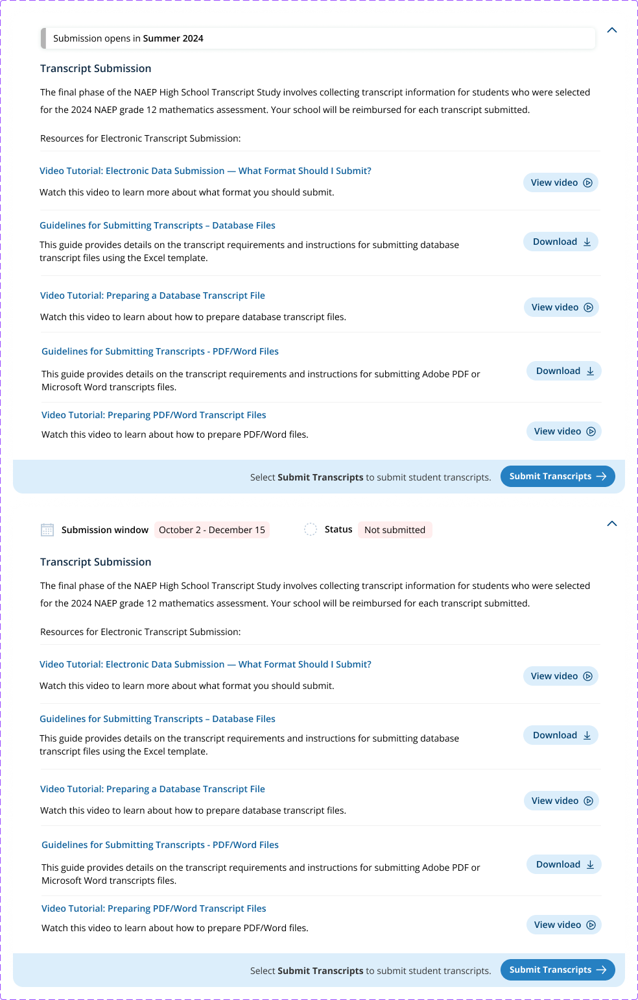 Submission opens in Summer 2024
Transcript Submission
The final phase of the NAEP High School Transcript Study involves collecting transcript information for students who were selected
for the 2024 NAEP grade 12 mathematics assessment. Your school will be reimbursed for each transcript submitted.
Resources for Electronic Transcript Submission:
Video Tutorial: Electronic Data Submission — What Format Should I Submit?
Watch this video to learn more about what format you should submit.
View video
Guidelines for Submitting Transcripts – Database Files
This guide provides details on the transcript requirements and instructions for submitting database
transcript files using the Excel template.
Download
Video Tutorial: Preparing a Database Transcript File
Watch this video to learn about how to prepare database transcript files.
View video
Guidelines for Submitting Transcripts - PDF/Word Files
This guide provides details on the transcript requirements and instructions for submitting Adobe PDF or
Microsoft Word transcripts files.
Download
Video Tutorial: Preparing PDF/Word Transcript Files
Watch this video to learn about how to prepare PDF/Word files.
View video
Select Submit Transcripts to submit student transcripts.
Submit Transcripts
Submission window October 2 - December 15 Status Not submitted
Transcript Submission
The final phase of the NAEP High School Transcript Study involves collecting transcript information for students who were selected
for the 2024 NAEP grade 12 mathematics assessment. Your school will be reimbursed for each transcript submitted.
Resources for Electronic Transcript Submission:
Video Tutorial: Electronic Data Submission — What Format Should I Submit?
Watch this video to learn more about what format you should submit.
View video
Guidelines for Submitting Transcripts – Database Files
This guide provides details on the transcript requirements and instructions for submitting database
transcript files using the Excel template.
Download
Video Tutorial: Preparing a Database Transcript File
Watch this video to learn about how to prepare database transcript files.
View video
Guidelines for Submitting Transcripts - PDF/Word Files
This guide provides details on the transcript requirements and instructions for submitting Adobe PDF or
Microsoft Word transcripts files.
Download
Video Tutorial: Preparing PDF/Word Transcript Files
Watch this video to learn about how to prepare PDF/Word files.
View video
Select Submit Transcripts to submit student transcripts.
Submit Transcripts